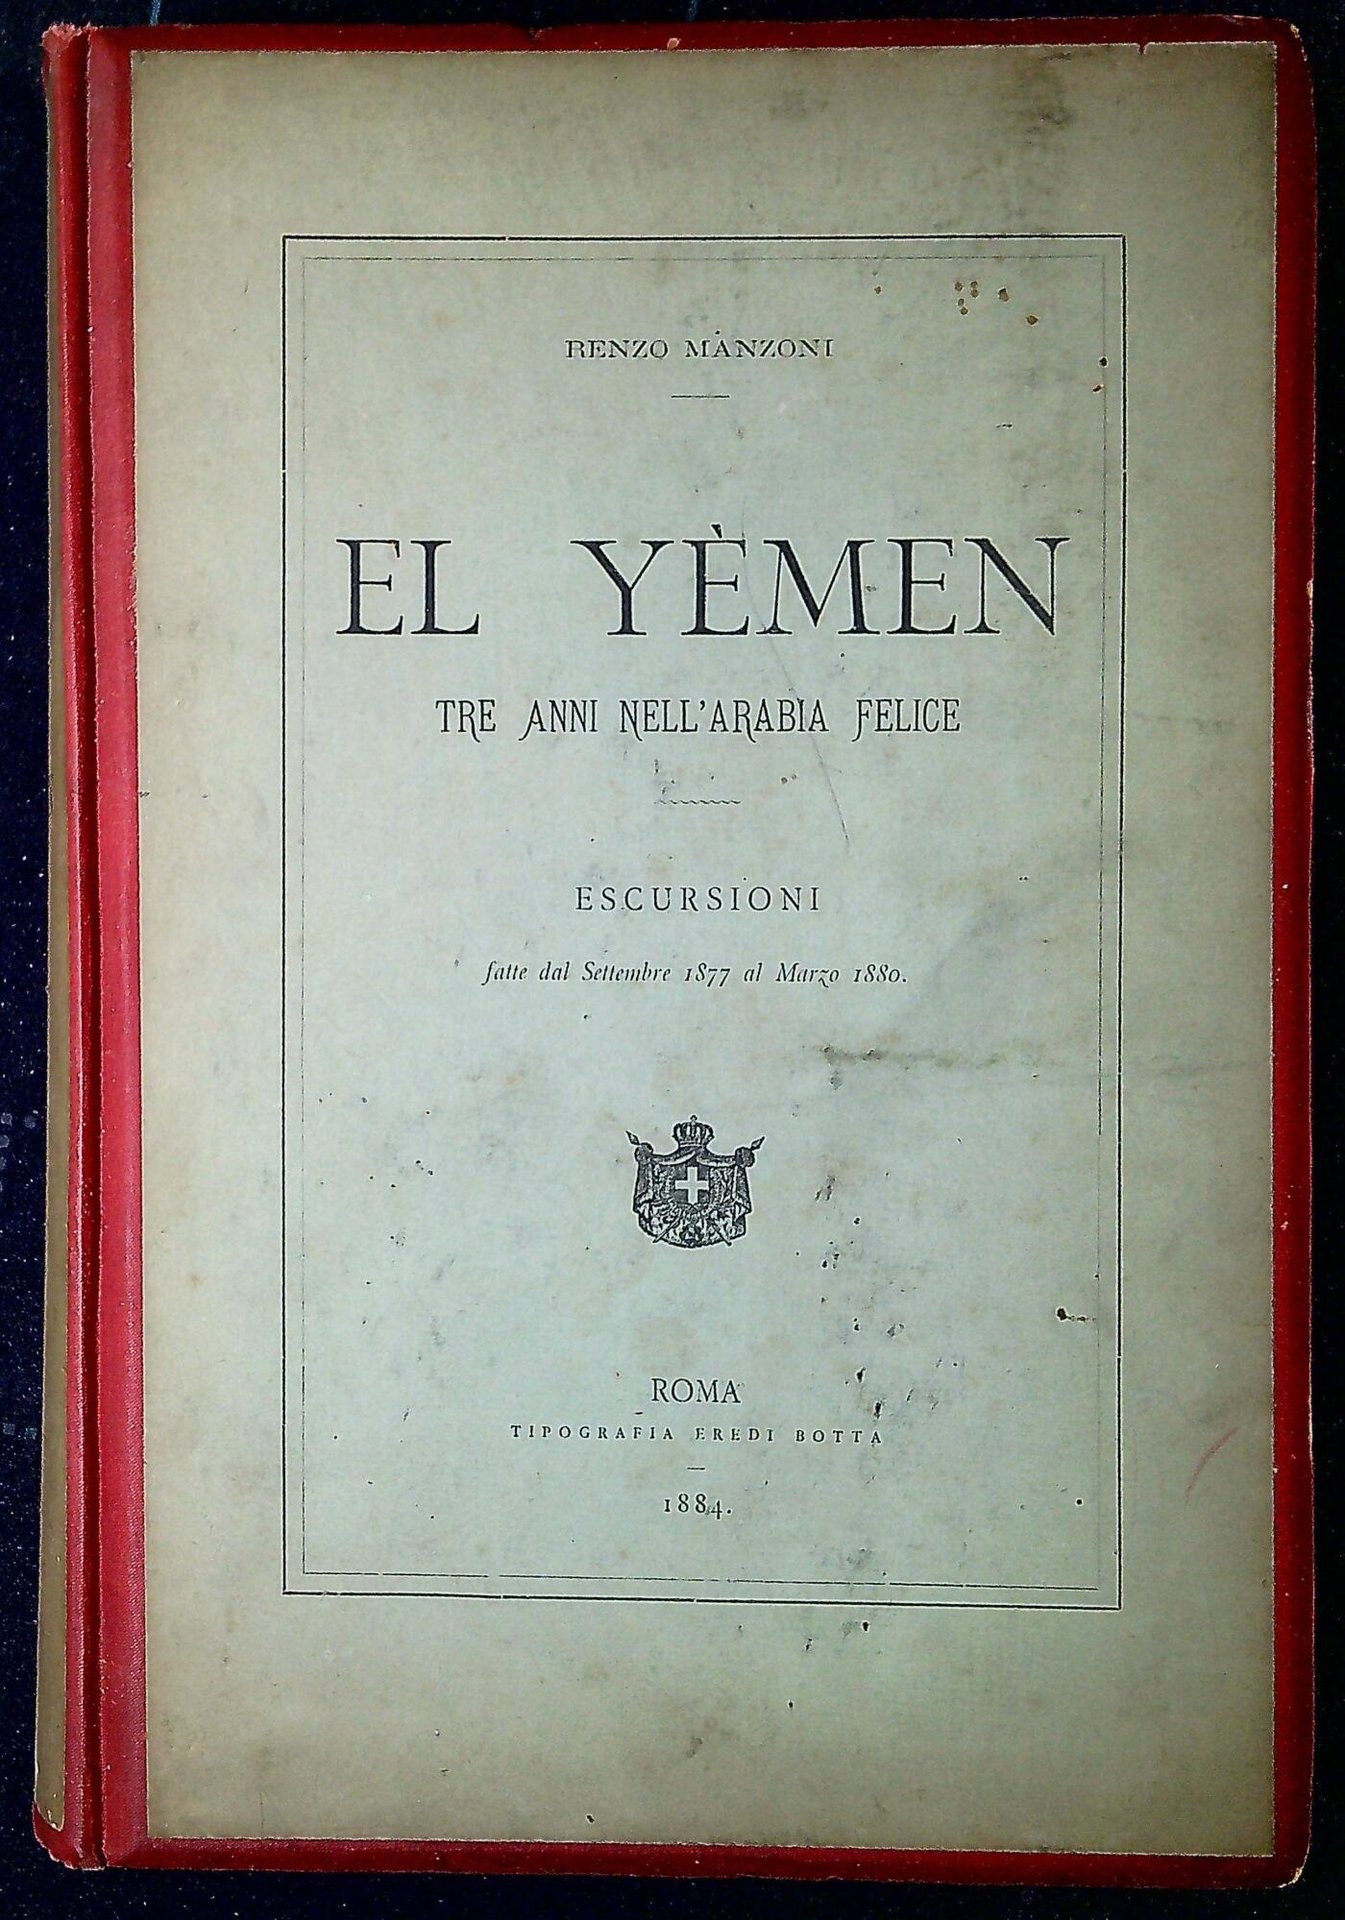 RENZO MANZONI
EL YÈMEN
TRE ANNI NELL'ARABIA FELICE
ESCURSIONI
fatte dal Settembre 1877 al Marzo 1880.
ROMA
TIPOGRAFIA EREDI BOTTA
1884.